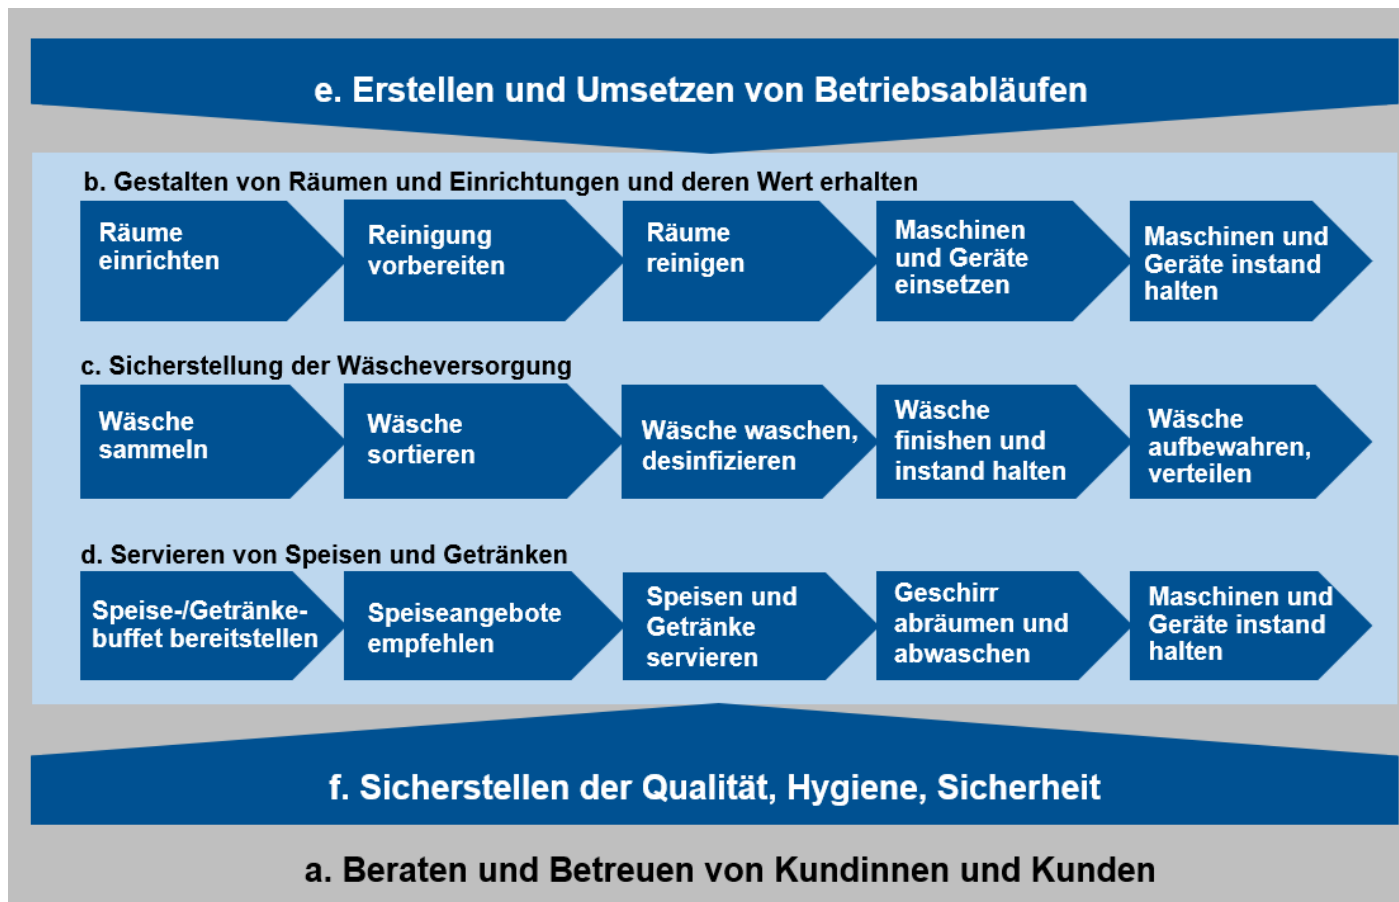 e. Erstellen und Umsetzen von Betriebsabläufen
b. Gestalten von Räumen und Einrichtungen und deren Wert erhalten
Räume
einrichten
Reinigung
vorbereiten
Räume
reinigen
Maschinen
und Geräte
einsetzen
Maschinen und
Geräte instand
halten
c. Sicherstellung der Wäscheversorgung
Wäsche
sammeln
Wäsche
sortieren
Wäsche waschen,
desinfizieren
Wäsche
finishen und
instand halten
Wäsche
aufbewahren,
verteilen
d. Servieren von Speisen und Getränken
Speise-/Getränke-
buffet bereitstellen
Speiseangebote
empfehlen
Speisen und
Getränke
servieren
Geschirr
abräumen und
abwaschen
Maschinen und
Geräte instand
halten
f. Sicherstellen der Qualität, Hygiene, Sicherheit
a. Beraten und Betreuen von Kundinnen und Kunden